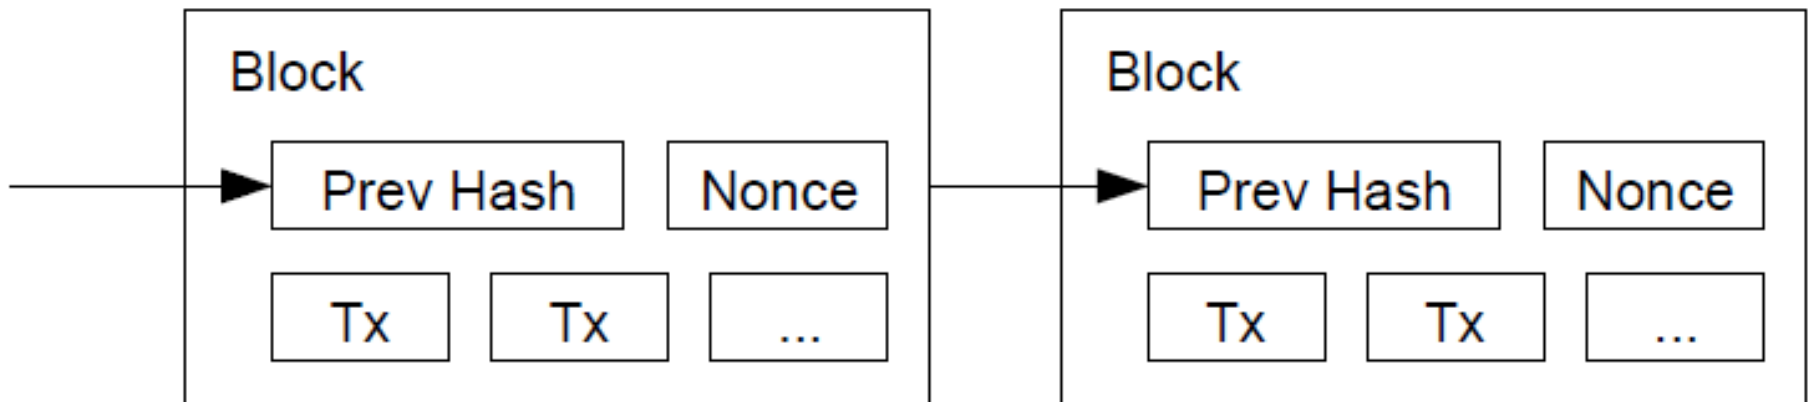 Block Block
Prev Hash Nonce Prev Hash Nonce
Tx Tx ... Tx Tx ...